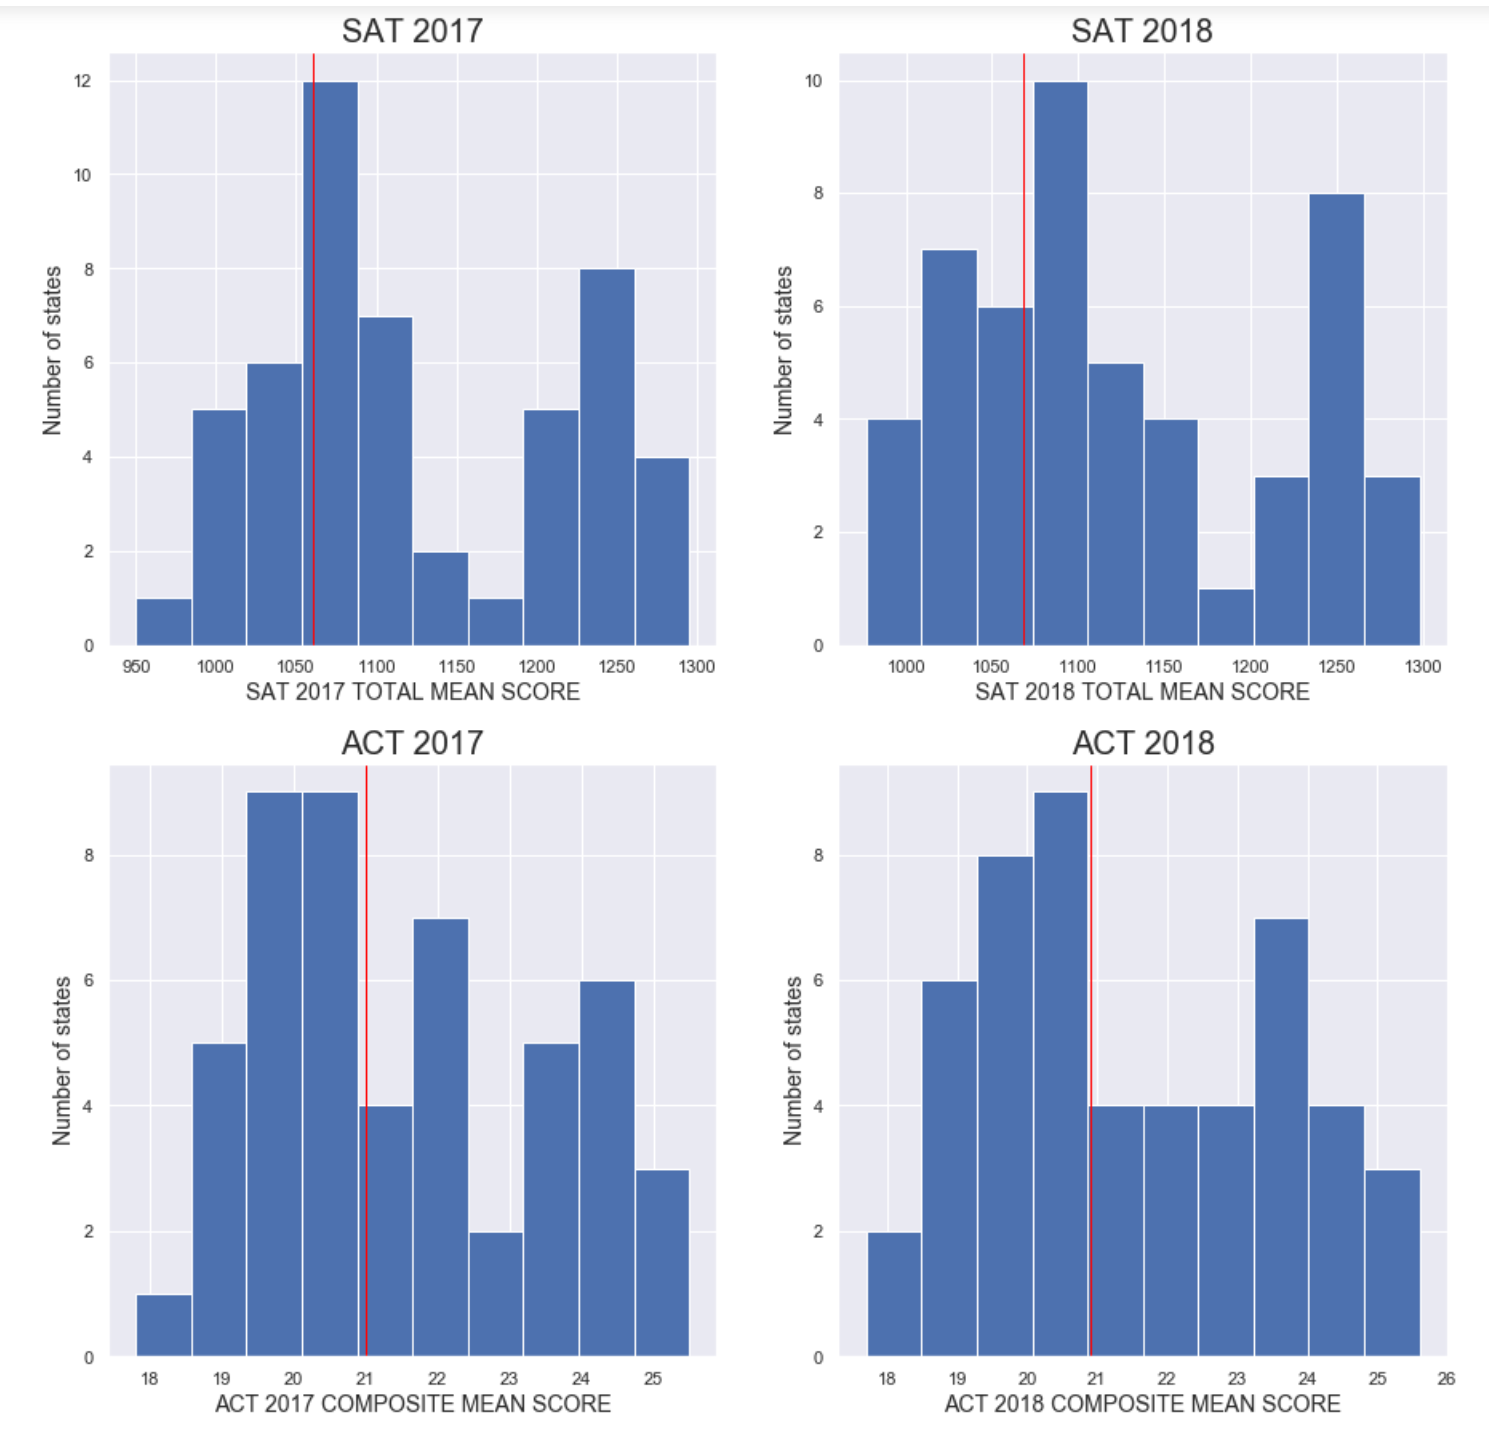 SAT 2017
12
10
8
6
4
2
0
Number of states
950 1000 1050 1100 1150 1200 1250 1300
SAT 2017 TOTAL MEAN SCORE
SAT 2018
10
8
6
4
2
0
Number of states
1000 1050 1100 1150 1200 1250 1300
SAT 2018 TOTAL MEAN SCORE
ACT 2017
8
6
4
2
0
Number of states
18 19 20 21 22 23 24 25
ACT 2017 COMPOSITE MEAN SCORE
ACT 2018
8
6
4
2
0
Number of states
18 19 20 21 22 23 24 25 26
ACT 2018 COMPOSITE MEAN SCORE